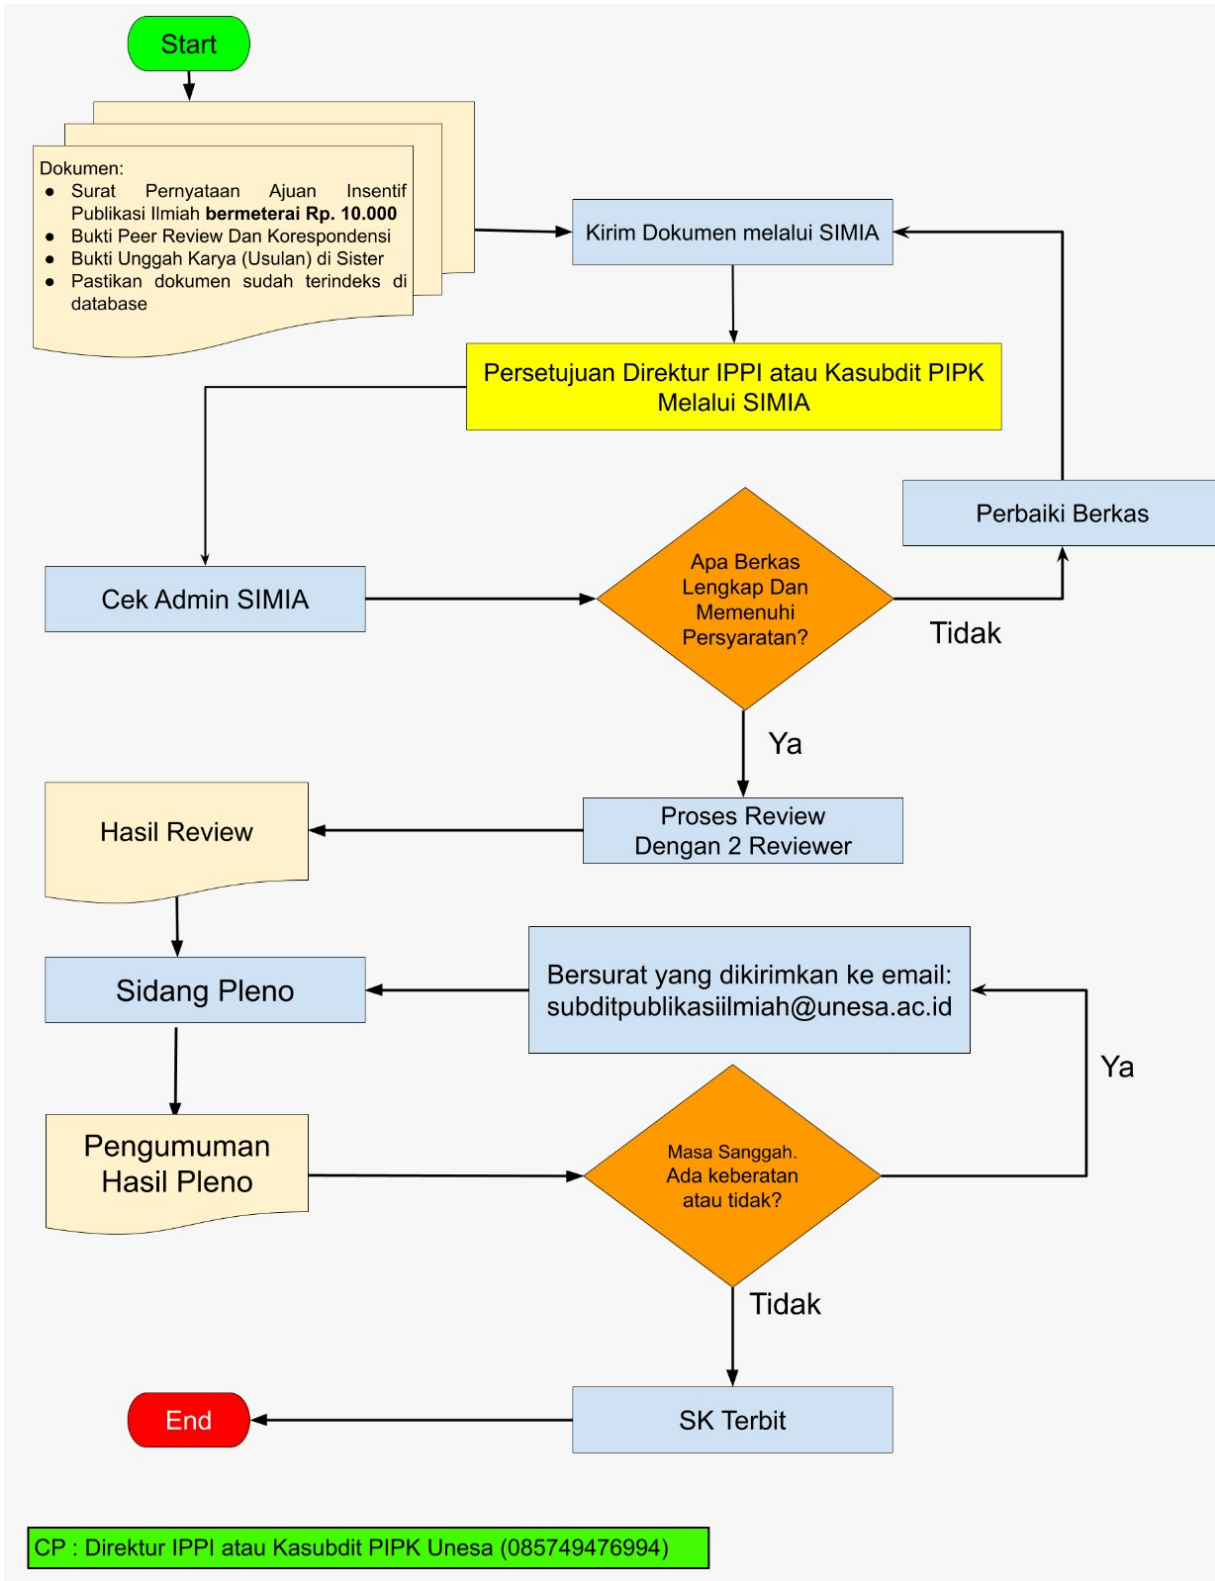 Start
Dokumen:
● Surat Pernyataan Ajuan Insentif
Publikasi Ilmiah bermeterai Rp. 10.000
● Bukti Peer Review Dan Korespondensi
● Bukti Unggah Karya (Usulan) di Sister
● Pastikan dokumen sudah terindeks di
database
Kirim Dokumen melalui SIMIA
Persetujuan Direktur IPPI atau Kasubdit PIPK
Melalui SIMIA
Perbaiki Berkas
Cek Admin SIMIA
Apa Berkas
Lengkap Dan
Memenuhi
Persyaratan?
Tidak
Ya
Proses Review
Dengan 2 Reviewer
Hasil Review
Sidang Pleno
Bersurat yang dikirimkan ke email:
subditpublikasiilmiah@unesa.ac.id
Ya
Pengumuman
Hasil Pleno
Masa Sanggah.
Ada keberatan
atau tidak?
Tidak
SK Terbit
End
CP : Direktur IPPI atau Kasubdit PIPK Unesa (085749476994)